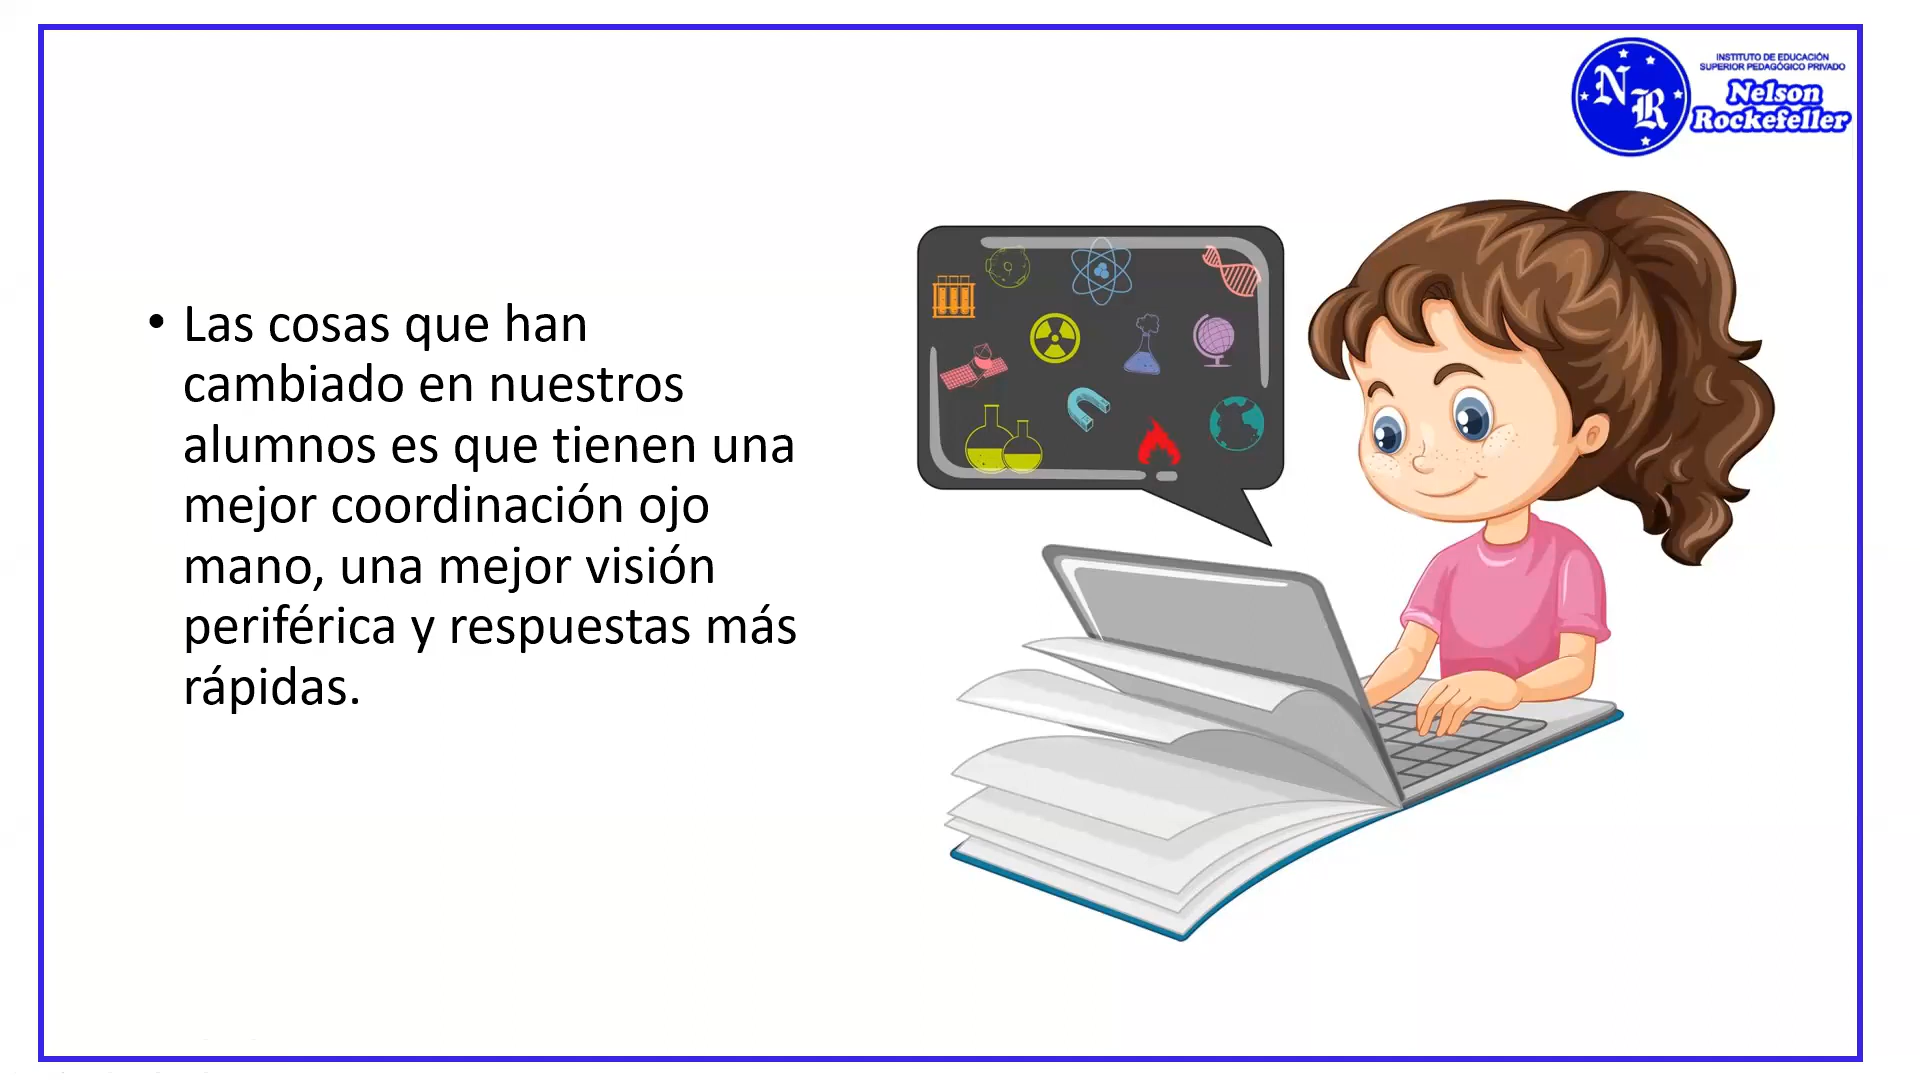 INSTITUTO DE EDUCACIÓN
SUPERIOR PEDAGÓGICO PRIVADO
Nelson
Rockefeller
N R
• Las cosas que han
cambiado en nuestros
alumnos es que tienen una
mejor coordinación ojo
mano, una mejor visión
periférica y respuestas más
rápidas.